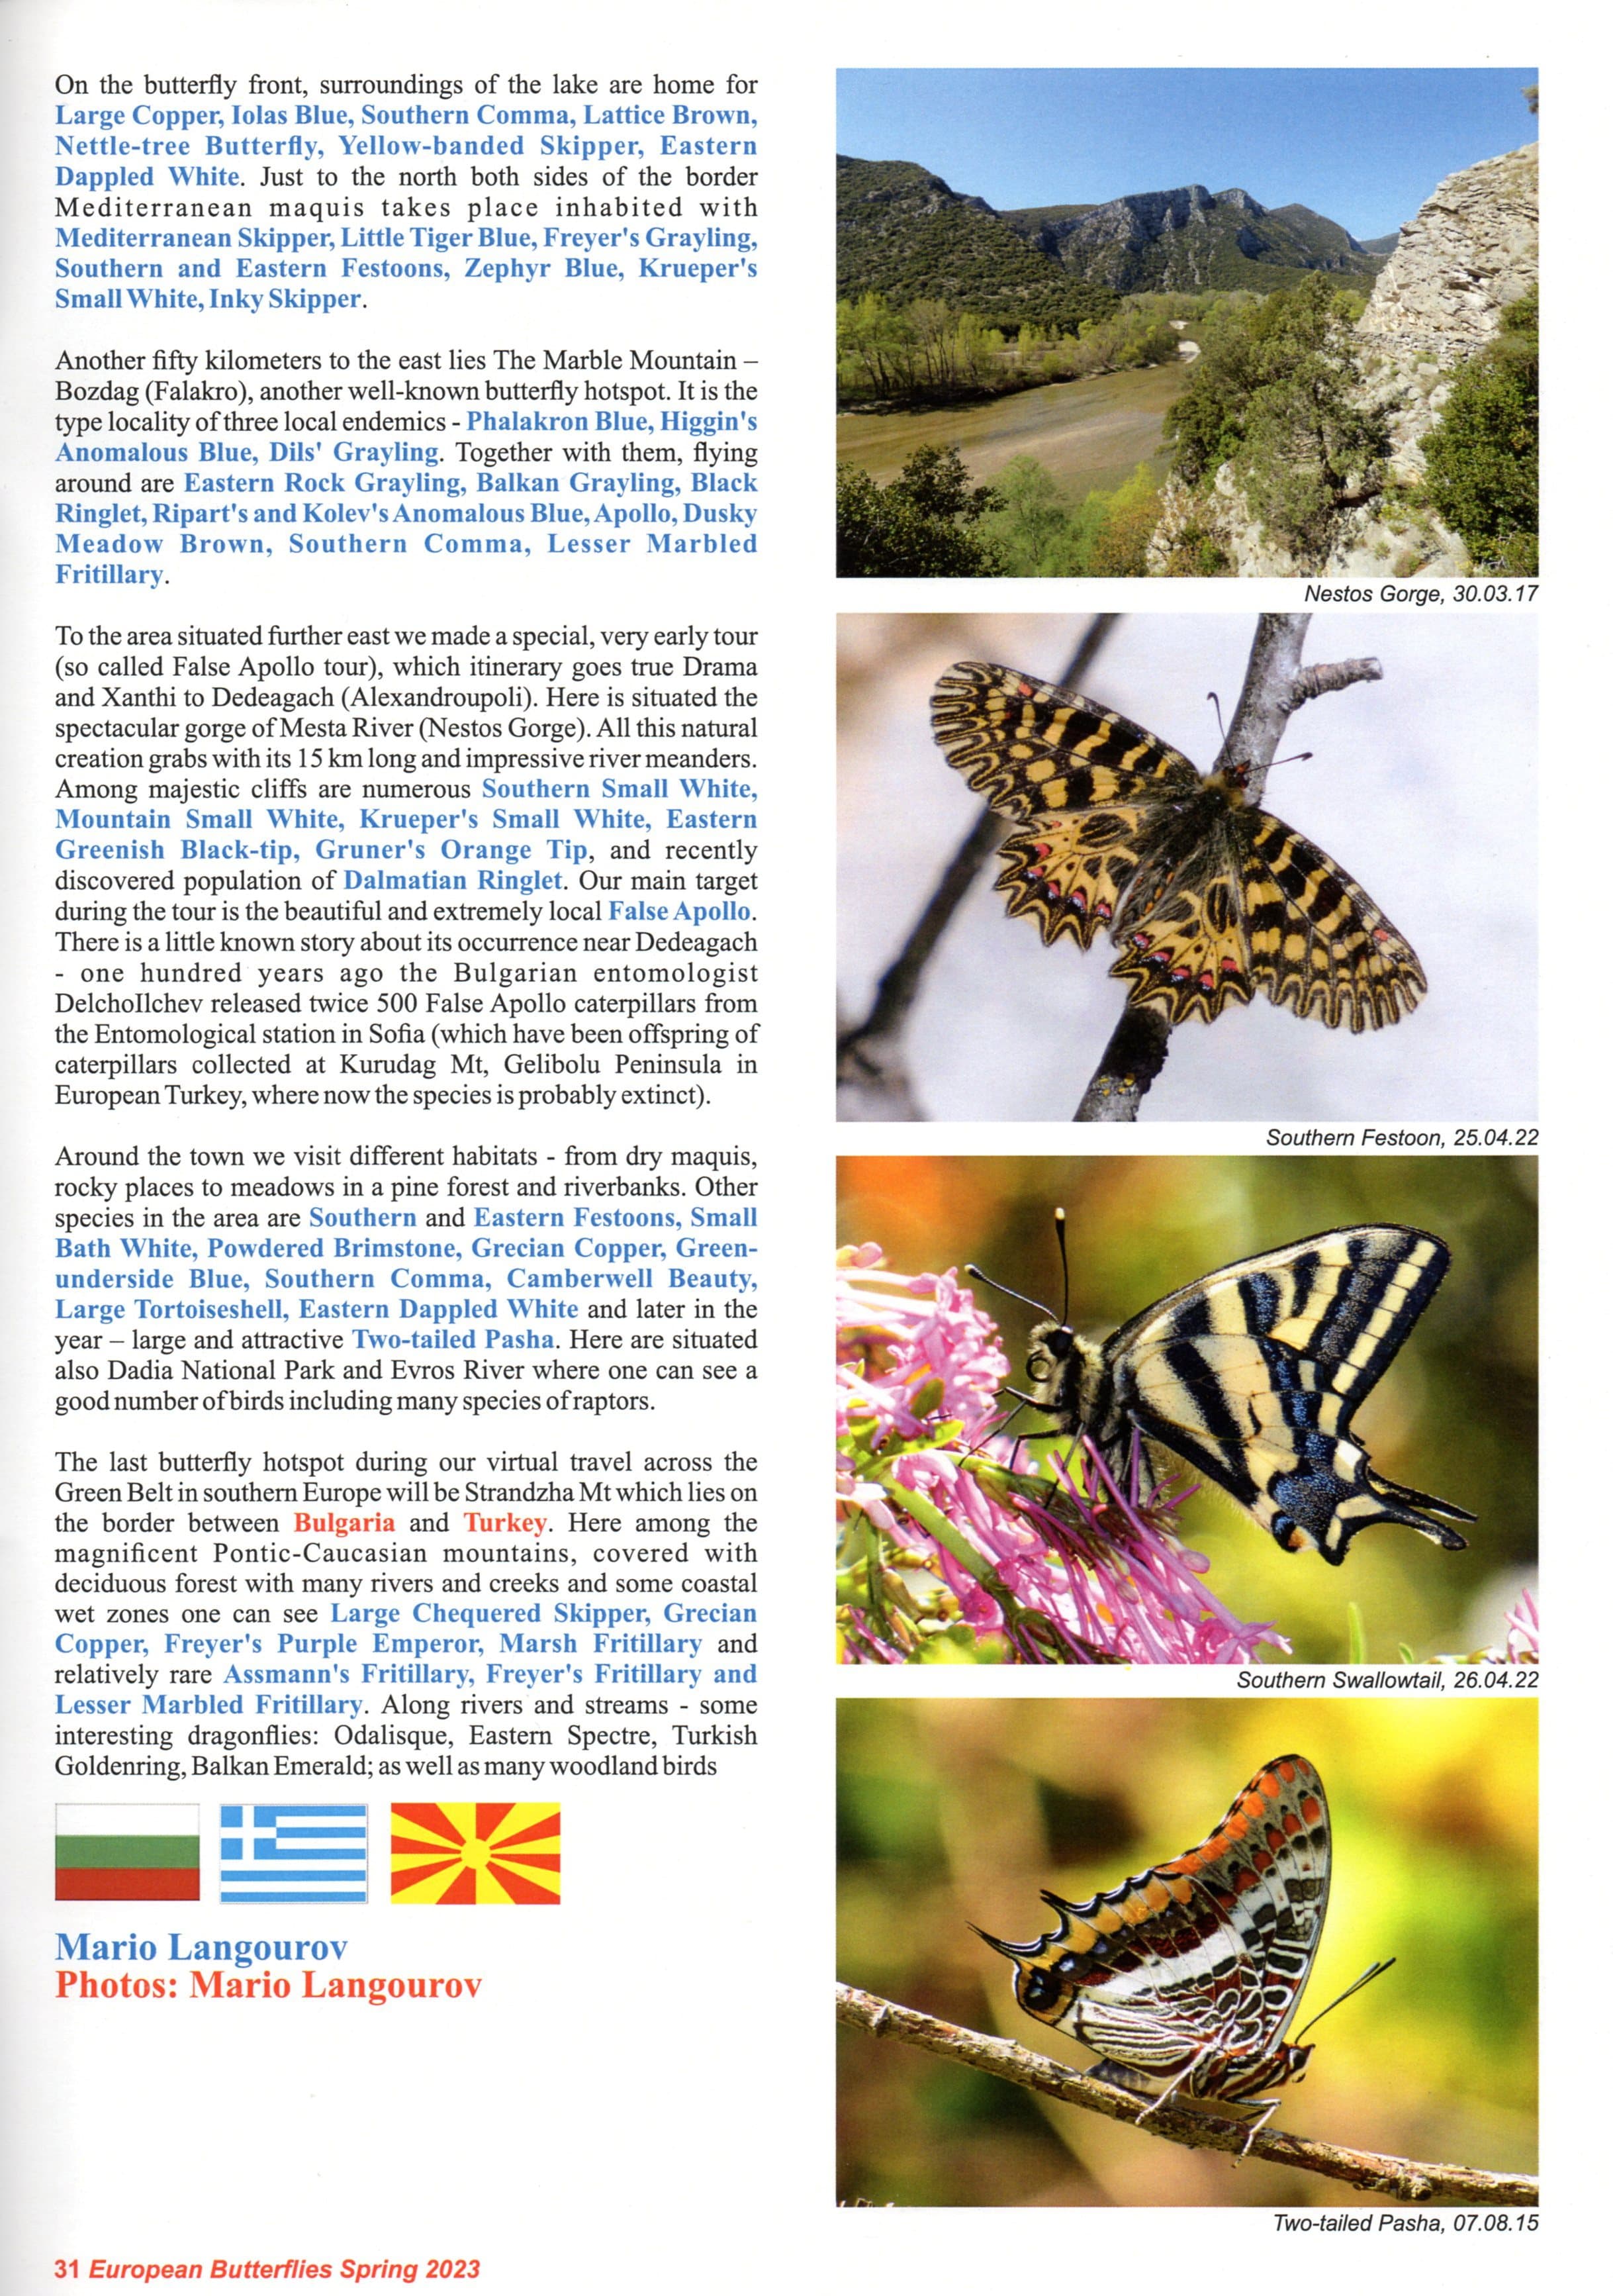 On the butterfly front, surroundings of the lake are home for
Large Copper, Iolas Blue, Southern Comma, Lattice Brown,
Nettle-tree Butterfly, Yellow-banded Skipper, Eastern
Dappled White. Just to the north both sides of the border
Mediterranean maquis takes place inhabited with
Mediterranean Skipper, Little Tiger Blue, Freyer's Grayling,
Southern and Eastern Festoons, Zephyr Blue, Krueper's
Small White, Inky Skipper.
Another fifty kilometers to the east lies The Marble Mountain –
Bozdag (Falakro), another well-known butterfly hotspot. It is the
type locality of three local endemics - Phalakron Blue, Higgin's
Anomalous Blue, Dils' Grayling. Together with them, flying
around are Eastern Rock Grayling, Balkan Grayling, Black
Ringlet, Ripart's and Kolev's Anomalous Blue, Apollo, Dusky
Meadow Brown, Southern Comma, Lesser Marbled
Fritillary.
To the area situated further east we made a special, very early tour
(so called False Apollo tour), which itinerary goes true Drama
and Xanthi to Dedeagach (Alexandroupoli). Here is situated the
spectacular gorge of Mesta River (Nestos Gorge). All this natural
creation grabs with its 15 km long and impressive river meanders.
Among majestic cliffs are numerous Southern Small White,
Mountain Small White, Krueper's Small White, Eastern
Greenish Black-tip, Gruner's Orange Tip, and recently
discovered population of Dalmatian Ringlet. Our main target
during the tour is the beautiful and extremely local False Apollo.
There is a little known story about its occurrence near Dedeagach
- one hundred years ago the Bulgarian entomologist
DelchoIlchev released twice 500 False Apollo caterpillars from
the Entomological station in Sofia (which have been offspring of
caterpillars collected at Kurudag Mt, Gelibolu Peninsula in
European Turkey, where now the species is probably extinct).
Around the town we visit different habitats - from dry maquis,
rocky places to meadows in a pine forest and riverbanks. Other
species in the area are Southern and Eastern Festoons, Small
Bath White, Powdered Brimstone, Grecian Copper, Green-
underside Blue, Southern Comma, Camberwell Beauty,
Large Tortoiseshell, Eastern Dappled White and later in the
year – large and attractive Two-tailed Pasha. Here are situated
also Dadia National Park and Evros River where one can see a
good number of birds including many species of raptors.
The last butterfly hotspot during our virtual travel across the
Green Belt in southern Europe will be Strandzha Mt which lies on
the border between Bulgaria and Turkey. Here among the
magnificent Pontic-Caucasian mountains, covered with
deciduous forest with many rivers and creeks and some coastal
wet zones one can see Large Chequered Skipper, Grecian
Copper, Freyer's Purple Emperor, Marsh Fritillary and
relatively rare Assmann's Fritillary, Freyer's Fritillary and
Lesser Marbled Fritillary. Along rivers and streams - some
interesting dragonflies: Odalisque, Eastern Spectre, Turkish
Goldenring, Balkan Emerald; as well as many woodland birds
Mario Langourov
Photos: Mario Langourov
Nestos Gorge, 30.03.17
Southern Festoon, 25.04.22
Southern Swallowtail, 26.04.22
Two-tailed Pasha, 07.08.15
31 European Butterflies Spring 2023